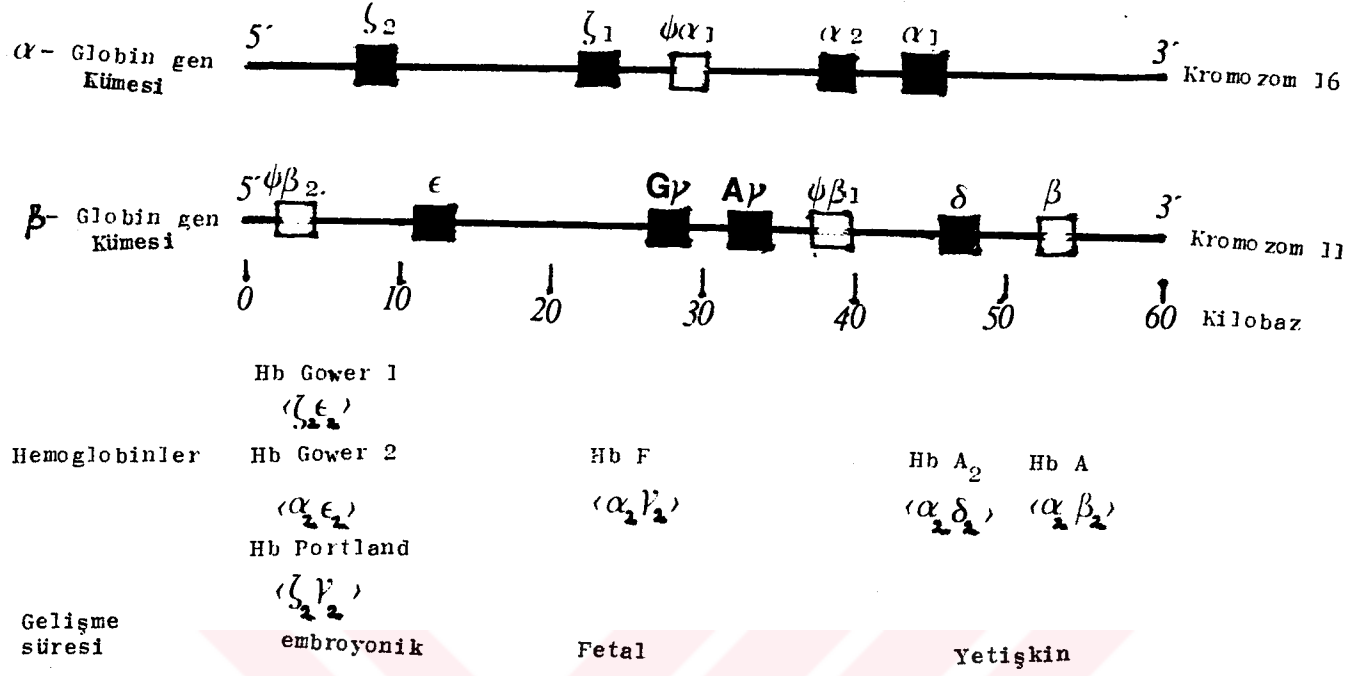 5´ ζ2 ζ1 ψα1 α2 α1 3´
α- Globin gen Kromozom 16
Kümesi
5´ ψβ2. ϵ Gγ Aγ ψβ1 δ β 3´
β- Globin gen Kromozom 11
Kümesi
0 10 20 30 40 50 60 Kilobaz
Hb Gower 1
(ζ2ϵ2)
Hemoglobinler Hb Gower 2 Hb F Hb A2 Hb A
(α2ϵ2) (α2γ2) (α2δ2) (α2β2)
Hb Portland
(ζ2γ2)
Gelişme
süresi embroyonik Fetal Yetişkin